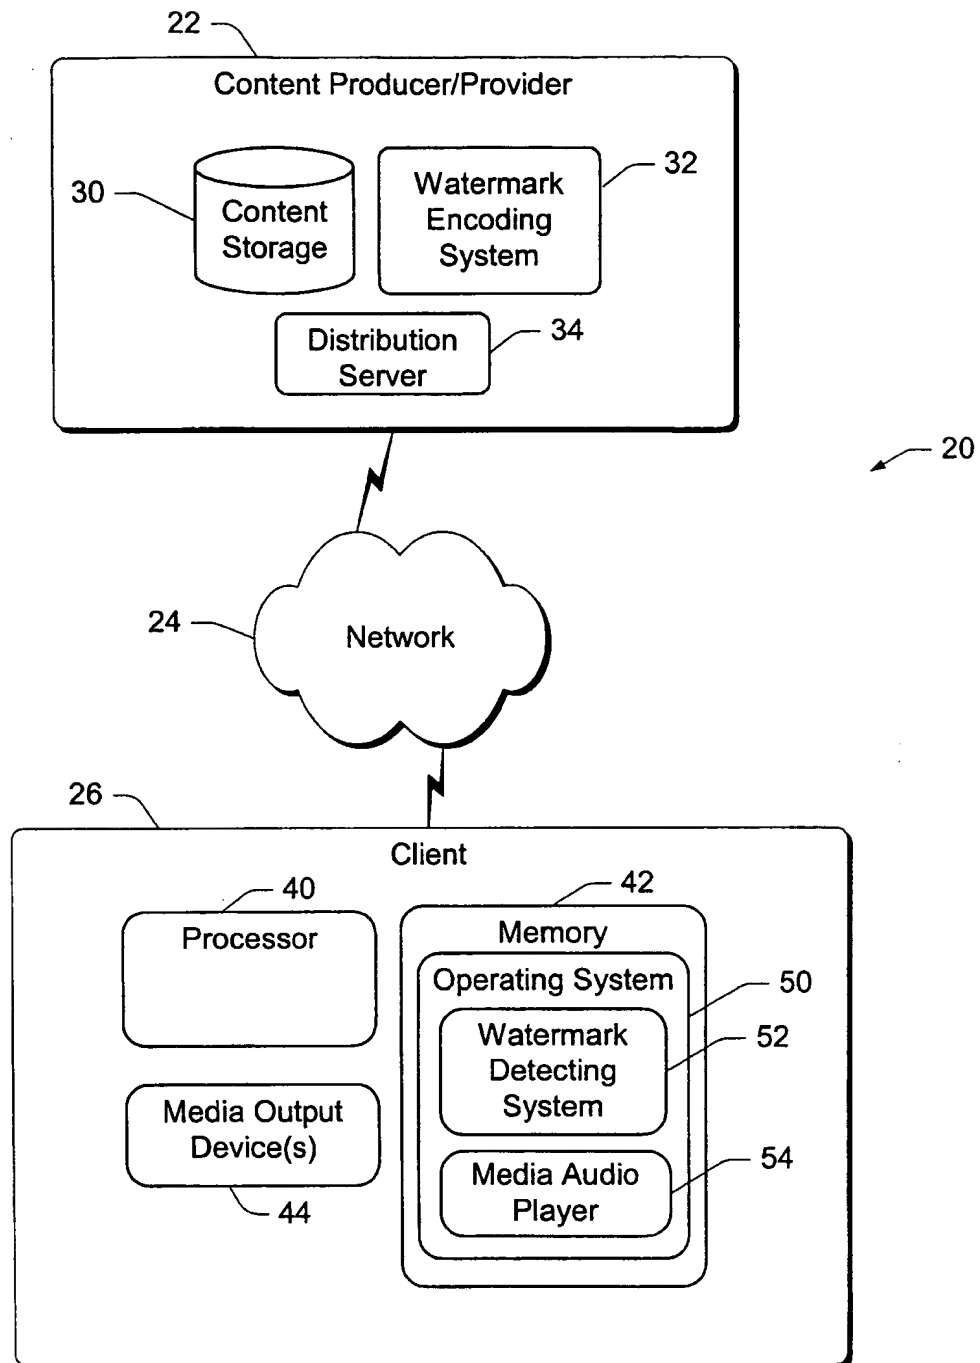 22
Content Producer/Provider
30
Content
Storage
Watermark
Encoding
System
32
Distribution
Server
34
20
24
Network
26
Client
40
Processor
42
Memory
Operating System
50
Watermark
Detecting
System
52
Media Output
Device(s)
44
Media Audio
Player
54